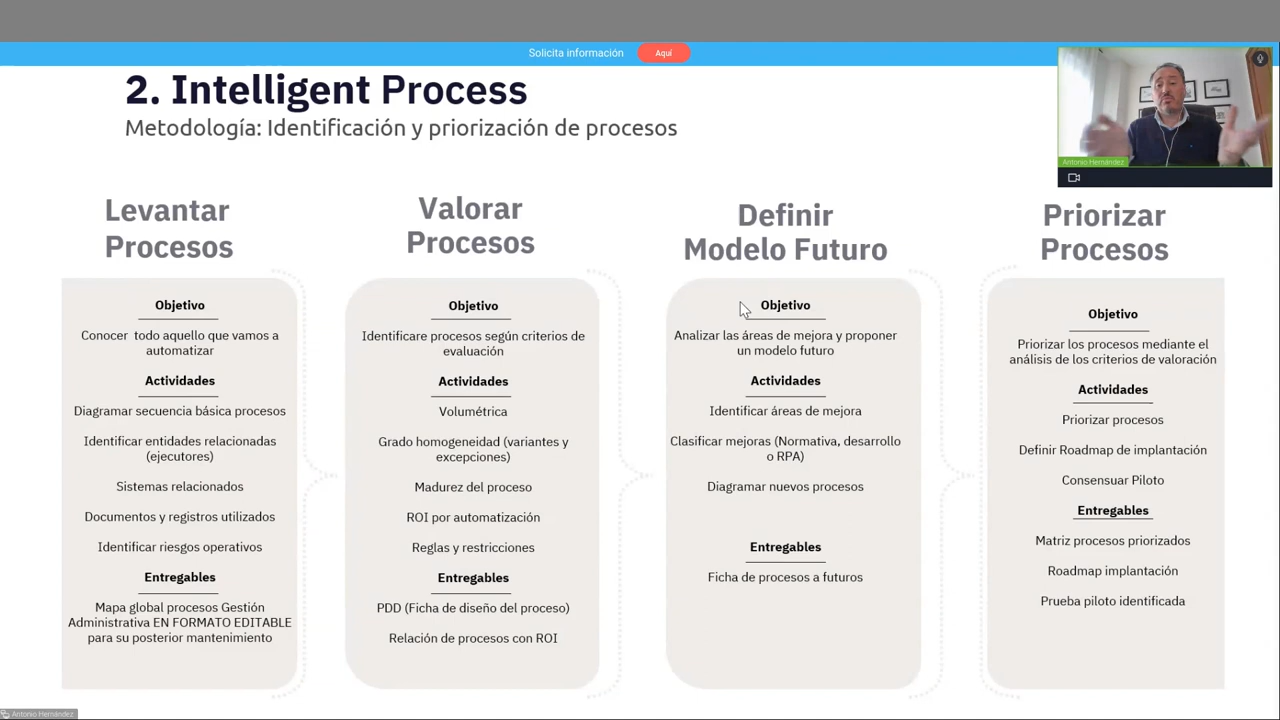 Solicita información
Aquí
2. Intelligent Process
Metodología: Identificación y priorización de procesos
Antonio Hernández
Levantar
Procesos
Objetivo
Conocer todo aquello que vamos a
automatizar
Actividades
Diagramar secuencia básica procesos
Identificar entidades relacionadas
(ejecutores)
Sistemas relacionados
Documentos y registros utilizados
Identificar riesgos operativos
Entregables
Mapa global procesos Gestión
Administrativa EN FORMATO EDITABLE
para su posterior mantenimiento
Valorar
Procesos
Objetivo
Identificare procesos según criterios de
evaluación
Actividades
Volumétrica
Grado homogeneidad (variantes y
excepciones)
Madurez del proceso
ROI por automatización
Reglas y restricciones
Entregables
PDD (Ficha de diseño del proceso)
Relación de procesos con ROI
Definir
Modelo Futuro
Objetivo
Analizar las áreas de mejora y proponer
un modelo futuro
Actividades
Identificar áreas de mejora
Clasificar mejoras (Normativa, desarrollo
o RPA)
Diagramar nuevos procesos
Entregables
Ficha de procesos a futuros
Priorizar
Procesos
Objetivo
Priorizar los procesos mediante el
análisis de los criterios de valoración
Actividades
Priorizar procesos
Definir Roadmap de implantación
Consensuar Piloto
Entregables
Matriz procesos priorizados
Roadmap implantación
Prueba piloto identificada
Antonio Hernández